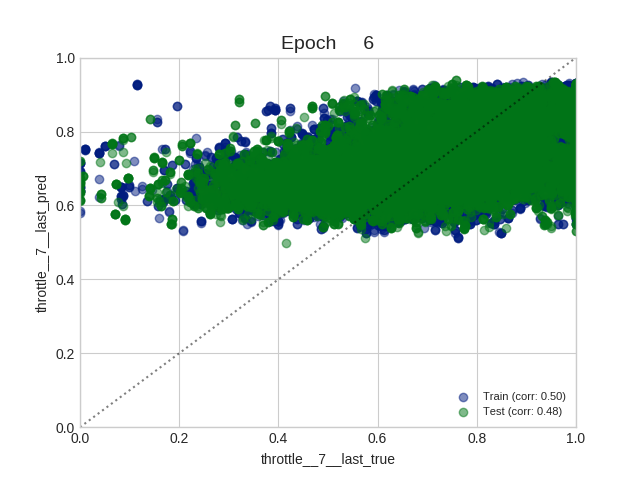 Epoch 6
1.0
0.8
0.6
0.4
0.2
0.0
throttle__7__last_pred
0.0 0.2 0.4 0.6 0.8 1.0
throttle__7__last_true
Train (corr: 0.50)
Test (corr: 0.48)